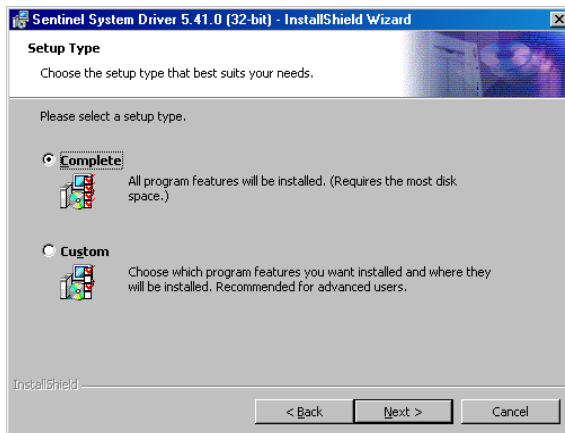 Sentinel System Driver 5.41.0 (32-bit) - InstallShield Wizard
Setup Type
Choose the setup type that best suits your needs.
Please select a setup type.
Complete
All program features will be installed. (Requires the most disk
space.)
Custom
Choose which program features you want installed and where they
will be installed. Recommended for advanced users.
InstallShield
< Back Next > Cancel